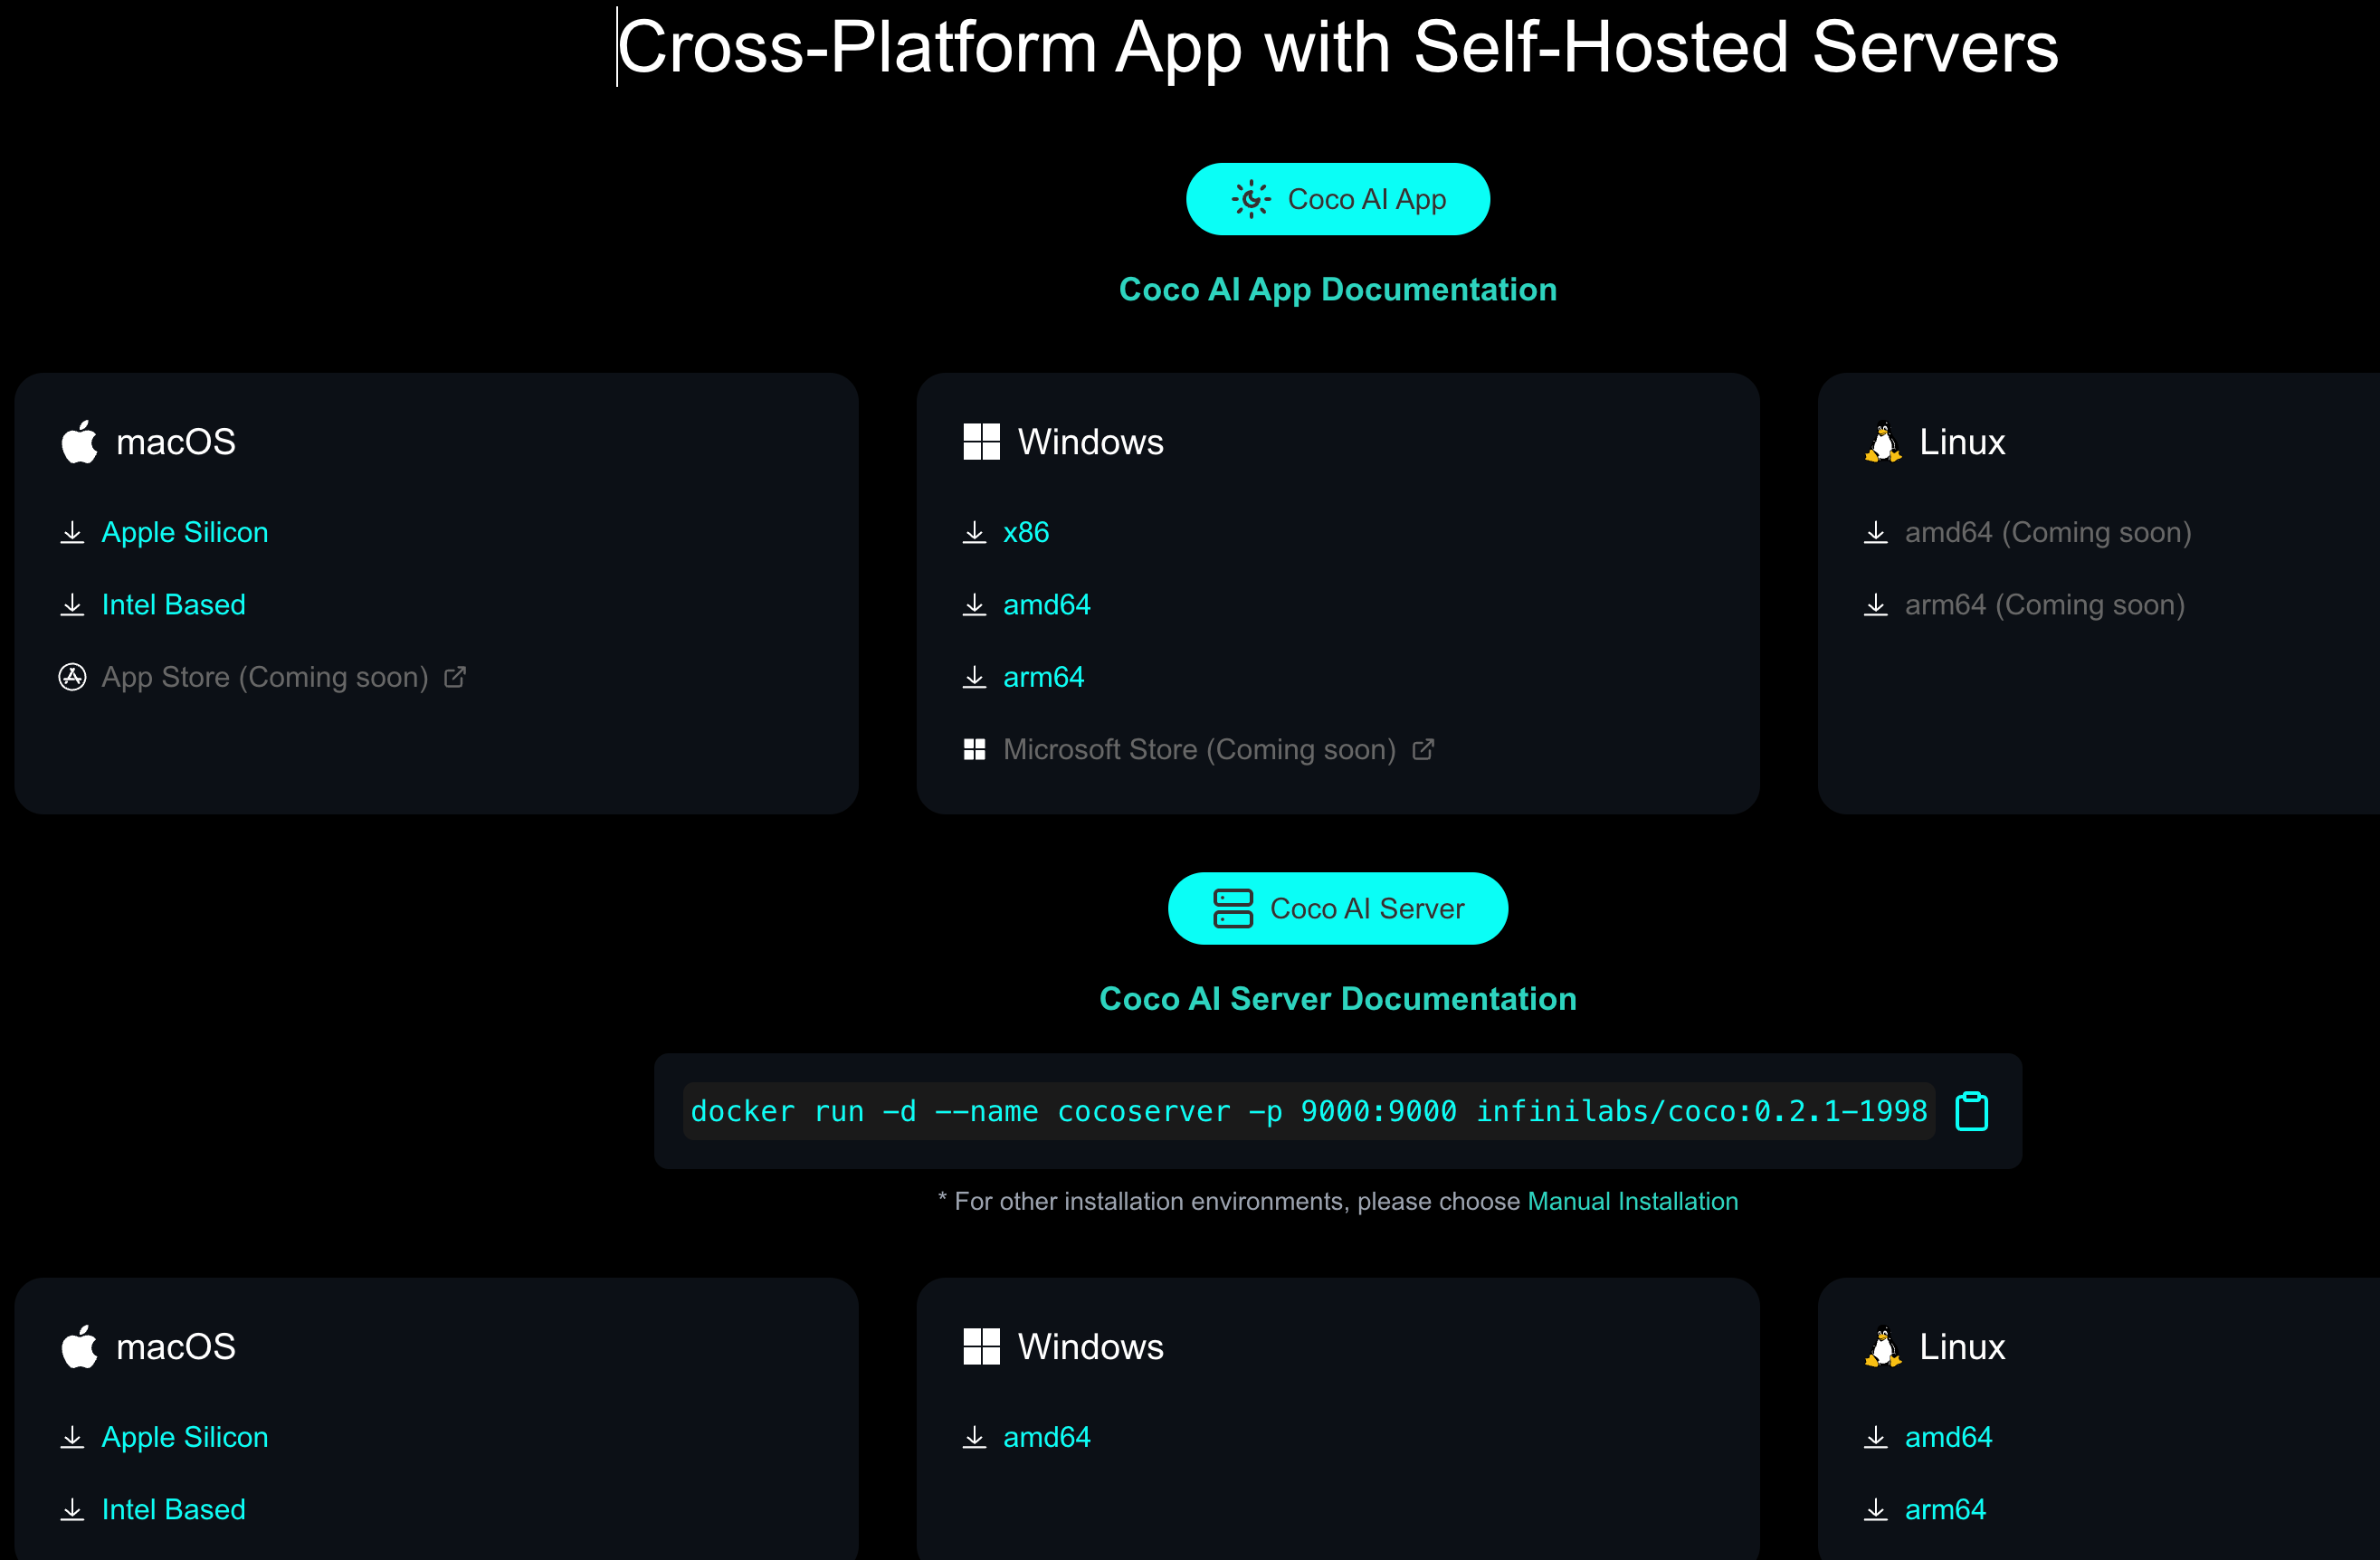 Cross-Platform App with Self-Hosted Servers
Coco AI App
Coco AI App Documentation
macOS
Apple Silicon
Intel Based
App Store (Coming soon)
Windows
x86
amd64
arm64
Microsoft Store (Coming soon)
Linux
amd64 (Coming soon)
arm64 (Coming soon)
Coco AI Server
Coco AI Server Documentation
docker run -d --name cocoserver -p 9000:9000 infinilabs/coco:0.2.1-1998
* For other installation environments, please choose Manual Installation
macOS
Apple Silicon
Intel Based
Windows
amd64
Linux
amd64
arm64